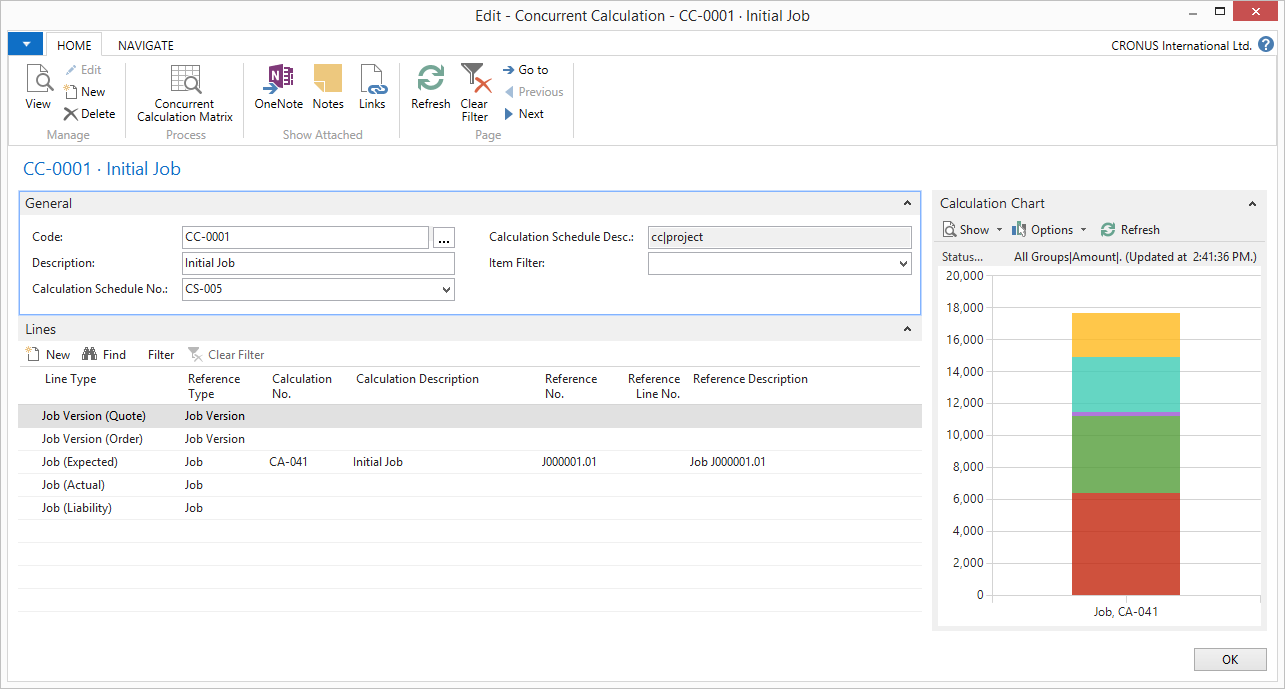 Edit - Concurrent Calculation - CC-0001 · Initial Job
HOME NAVIGATE CRONUS International Ltd. ?
View
Edit
New
Delete
Manage
Concurrent
Calculation Matrix
Process
N
OneNote
Notes
Links
Show Attached
Refresh
Clear
Filter
Go to
Previous
Next
Page
CC-0001 · Initial Job
General
Code: CC-0001 ... Calculation Schedule Desc.: cc|project
Description: Initial Job Item Filter:
Calculation Schedule No.: CS-005
Lines
New Find Filter Clear Filter
Line Type Reference Type Calculation No. Calculation Description Reference No. Reference Line No. Reference Description
Job Version (Quote) Job Version
Job Version (Order) Job Version
Job (Expected) Job CA-041 Initial Job J000001.01 Job J000001.01
Job (Actual) Job
Job (Liability) Job
Calculation Chart
Show Options Refresh
Status... All Groups|Amount|. (Updated at 2:41:36 PM.)
20,000
18,000
16,000
14,000
12,000
10,000
8,000
6,000
4,000
2,000
0
Job, CA-041
OK